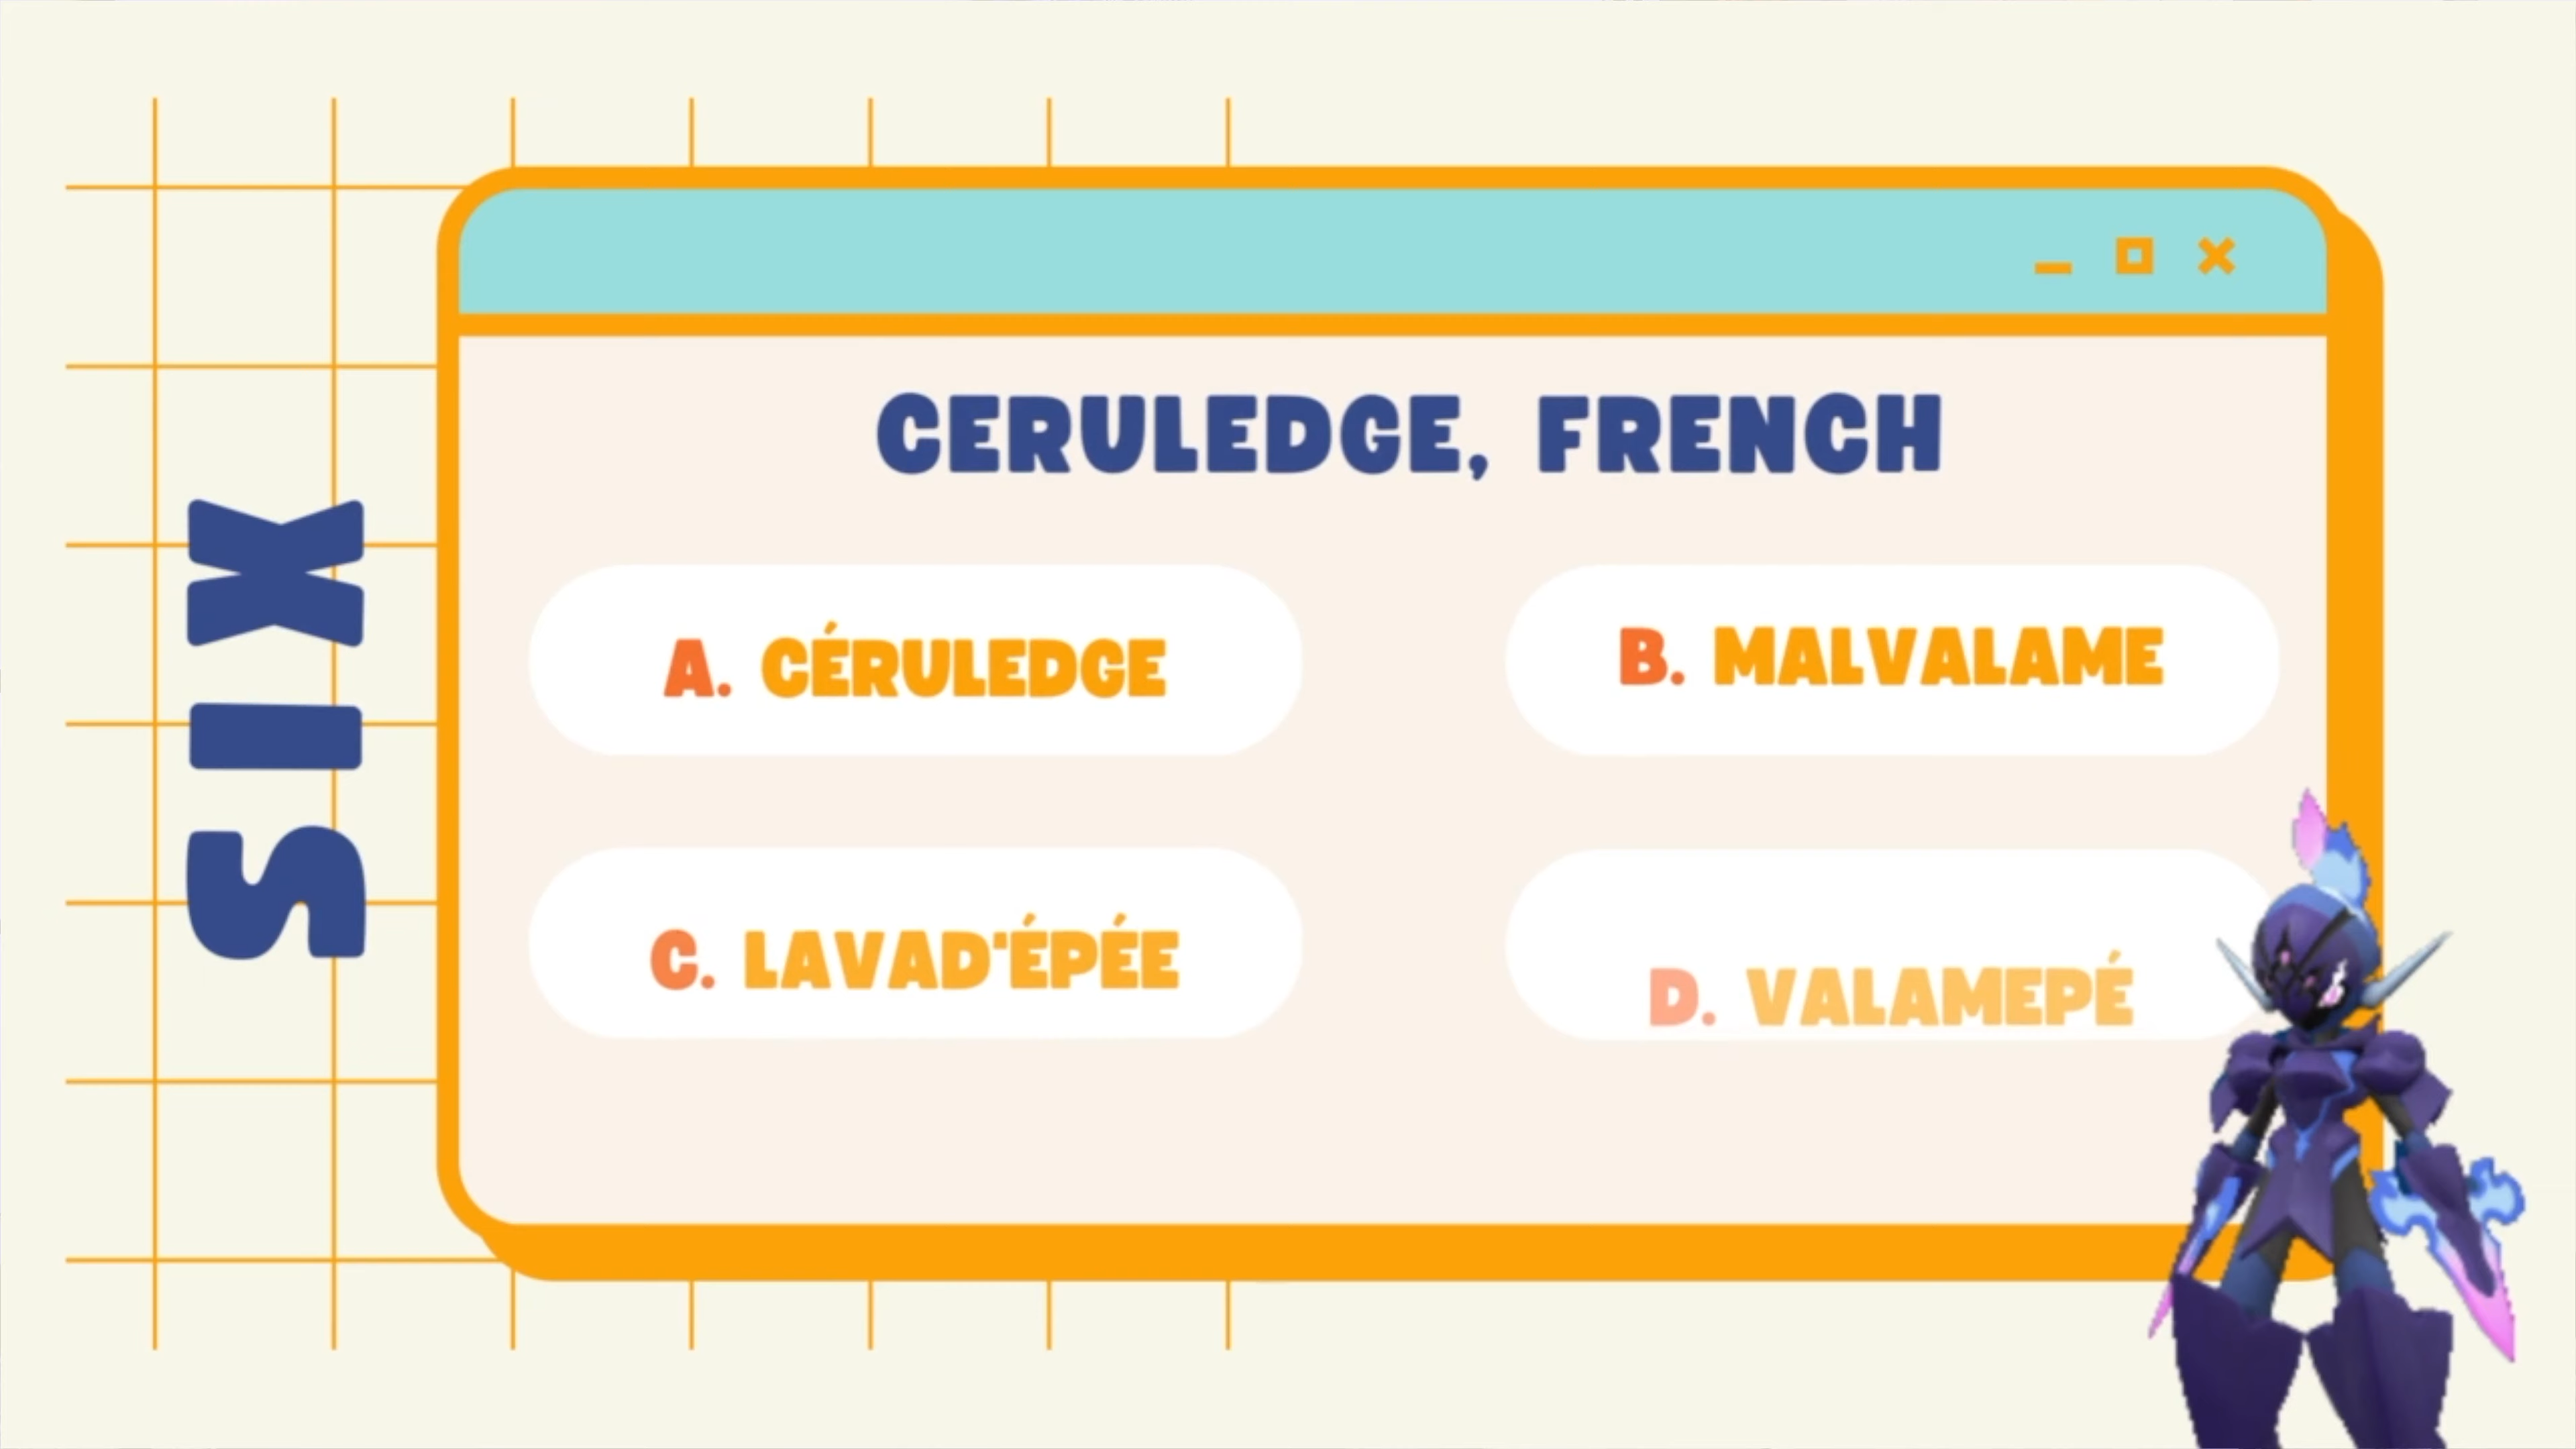 SIX
CERULEDGE, FRENCH
A. CÉRULEDGE
B. MALVALAME
C. LAVAD'ÉPÉE
D. VALAMEPÉ